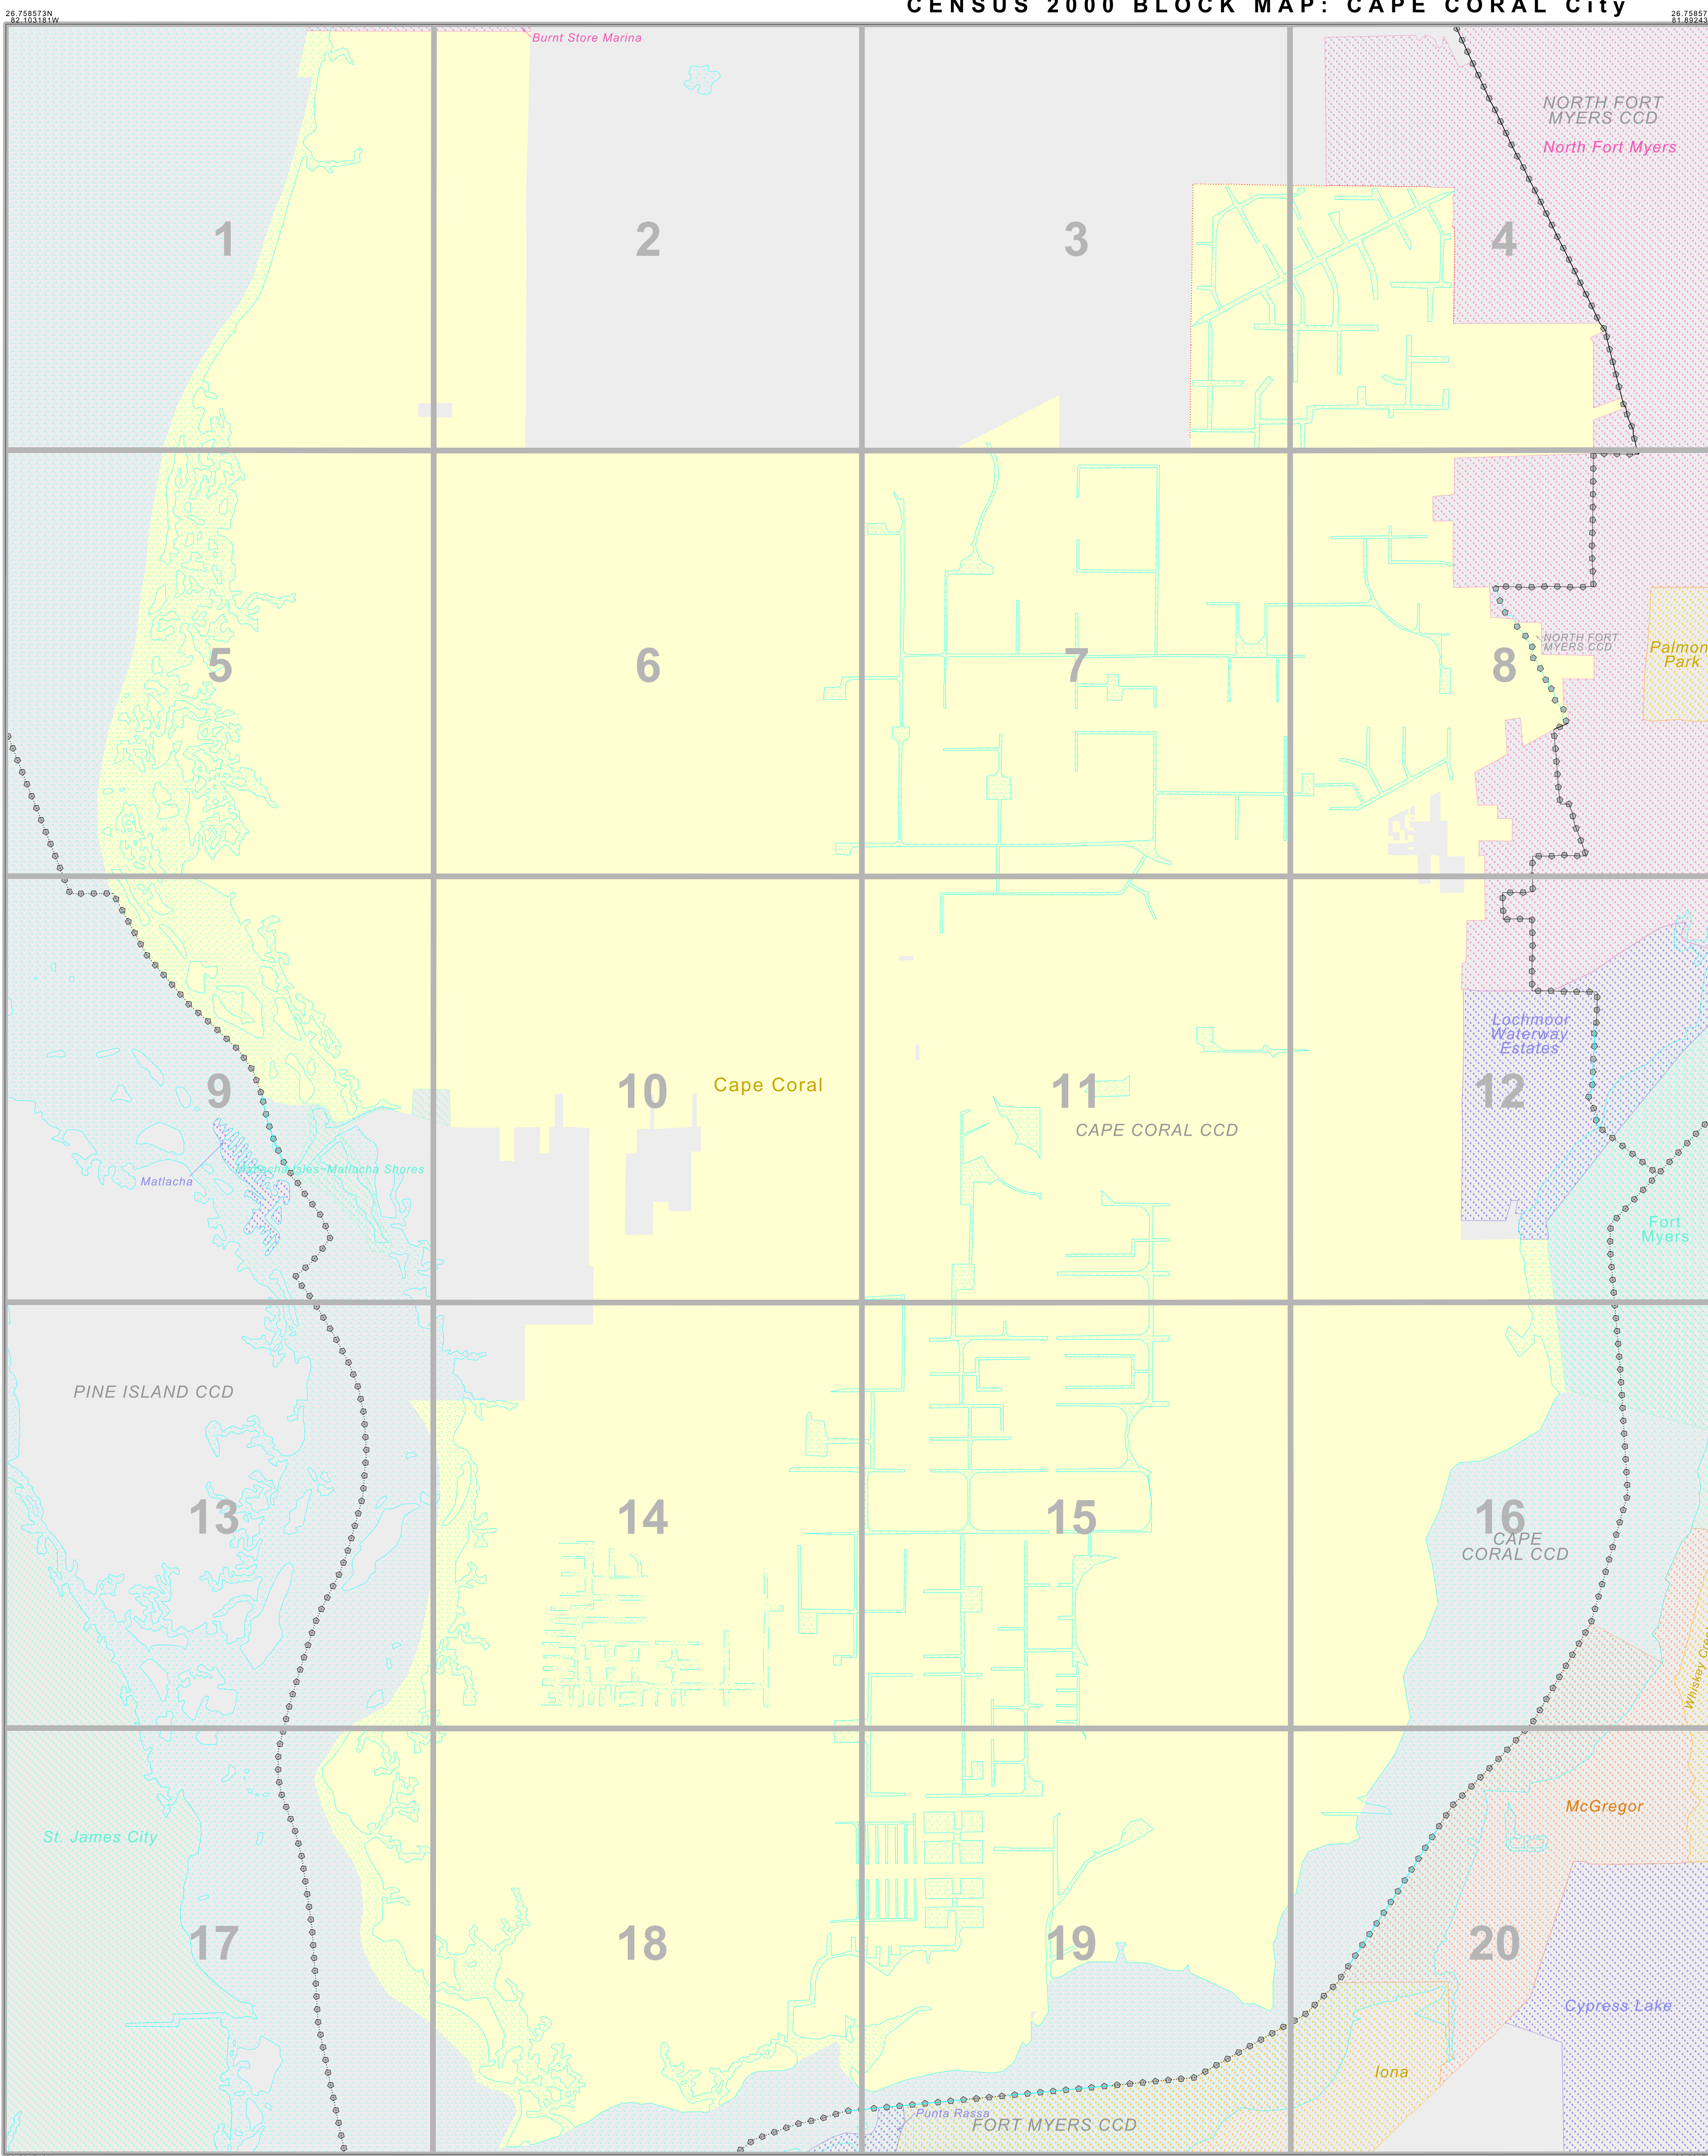 CENSUS 2000 BLOCK MAP: CAPE CORAL City
26.758573N
82.103181W
26.75857
81.89243
Burnt Store Marina
NORTH FORT
MYERS CCD
North Fort Myers
1
2
3
4
NORTH FORT
MYERS CCD
Palmon
Park
5
6
7
8
Lochmoor
Waterway
Estates
9
10
Cape Coral
11
12
CAPE CORAL CCD
Matlacha Isles-Matlacha Shores
Matlacha
Fort
Myers
PINE ISLAND CCD
13
14
15
16
CAPE
CORAL CCD
Whiskey Cre
McGregor
St. James City
17
18
19
20
Cypress Lake
Iona
Punta Rassa
FORT MYERS CCD